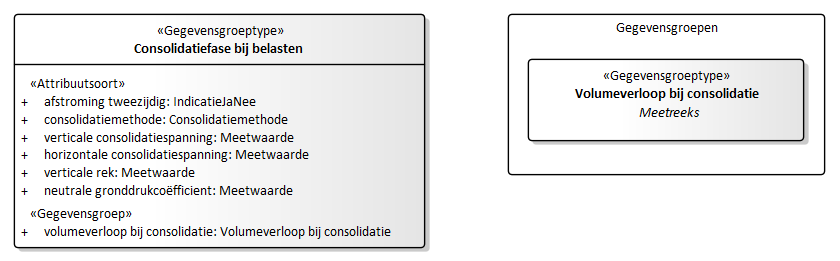 «Gegevensgroeptype»
Consolidatiefase bij belasten
«Attribuutsoort»
+ afstroming tweezijdig: IndicatieJaNee
+ consolidatiemethode: Consolidatiemethode
+ verticale consolidatiespanning: Meetwaarde
+ horizontale consolidatiespanning: Meetwaarde
+ verticale rek: Meetwaarde
+ neutrale gronddrukcoëfficient: Meetwaarde
«Gegevensgroep»
+ volumeverloop bij consolidatie: Volumeverloop bij consolidatie
Gegevensgroepen
«Gegevensgroeptype»
Volumeverloop bij consolidatie
Meetreeks